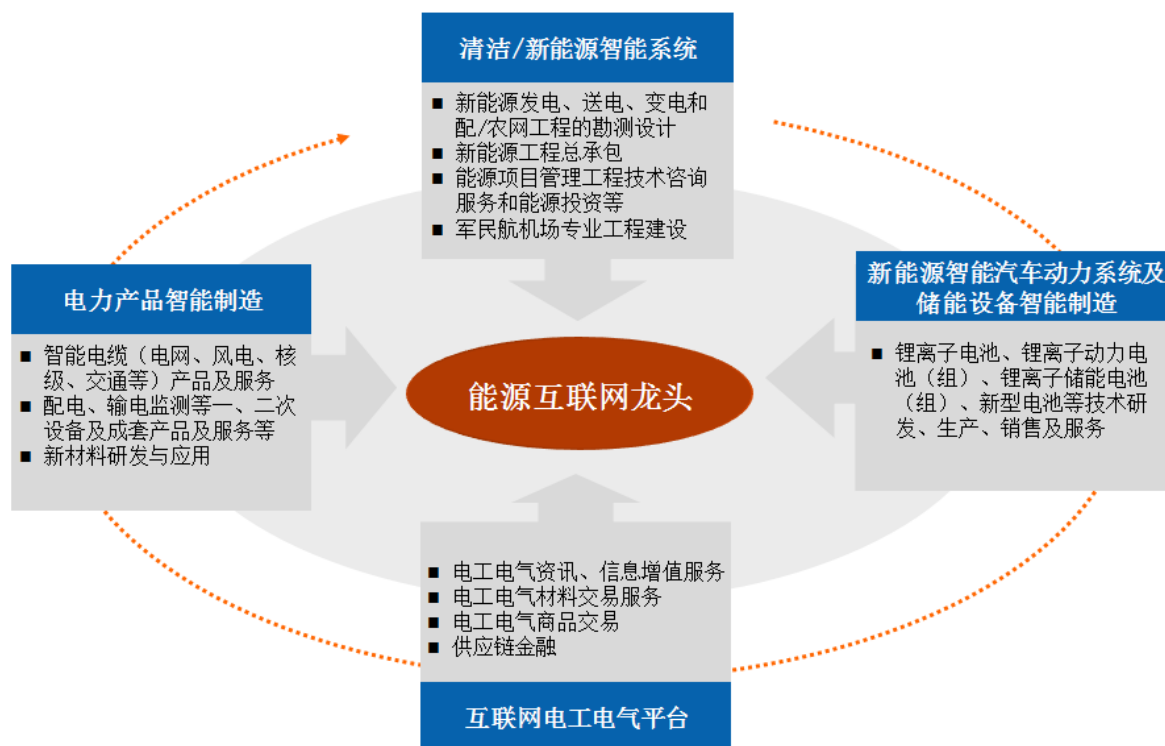 清洁/新能源智能系统
■ 新能源发电、送电、变电和
配/农网工程的勘测设计
■ 新能源工程总承包
■ 能源项目管理工程技术咨询
服务和能源投资等
■ 军民航机场专业工程建设
电力产品智能制造
■ 智能电缆（电网、风电、核
级、交通等）产品及服务
■ 配电、输电监测等一、二次
设备及成套产品及服务等
■ 新材料研发与应用
能源互联网龙头
新能源智能汽车动力系统及
储能设备智能制造
■ 锂离子电池、锂离子动力电
池（组）、锂离子储能电池
（组）、新型电池等技术研
发、生产、销售及服务
■ 电工电气资讯、信息增值服务
■ 电工电气材料交易服务
■ 电工电气商品交易
■ 供应链金融
互联网电工电气平台